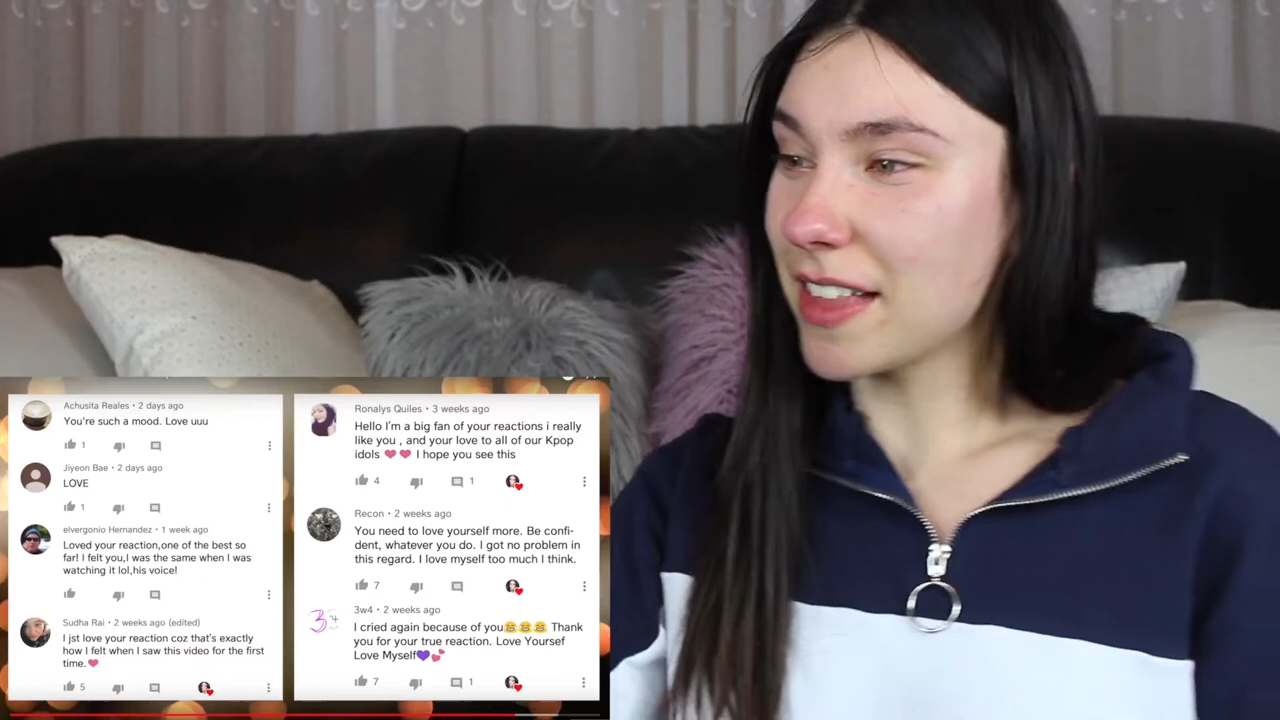 Achusita Reales • 2 days ago
You're such a mood. Love uuu
1
Jiyeon Bae • 2 days ago
LOVE
1
elvergonio Hernandez • 1 week ago
Loved your reaction,one of the best so
far! I felt you,I was the same when I was
watching it lol,his voice!
Sudha Rai • 2 weeks ago (edited)
I jst love your reaction coz that's exactly
how I felt when I saw this video for the first
time.❤
5
Ronalys Quiles • 3 weeks ago
Hello I'm a big fan of your reactions i really
like you , and your love to all of our Kpop
idols ❤❤ I hope you see this
4 1
Recon • 2 weeks ago
You need to love yourself more. Be confi-
dent, whatever you do. I got no problem in
this regard. I love myself too much I think.
7
3w4 • 2 weeks ago
I cried again because of you😂😂😂 Thank
you for your true reaction. Love Yoursef
Love Myself💜💕
7 1